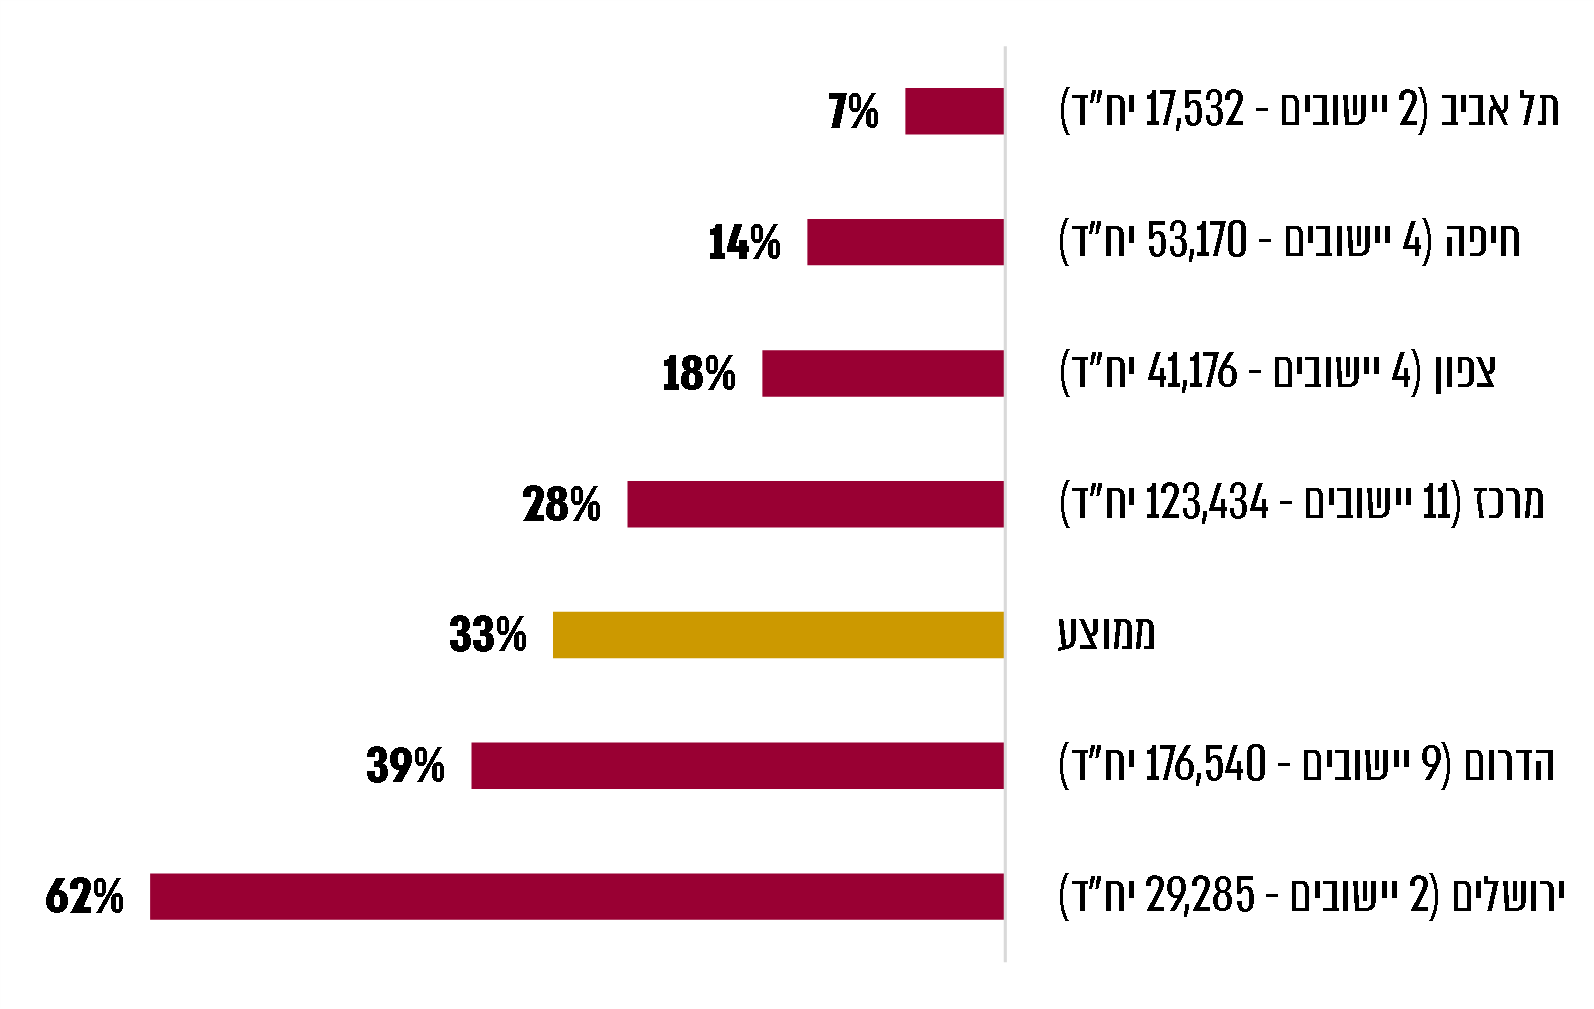 תל אביב (2 יישובים - 17,532 יח"ד) 7%
חיפה (4 יישובים - 53,170 יח"ד) 14%
צפון (4 יישובים - 41,176 יח"ד) 18%
מרכז (11 יישובים - 123,434 יח"ד) 28%
ממוצע 33%
הדרום (9 יישובים - 176,540 יח"ד) 39%
ירושלים (2 יישובים - 29,285 יח"ד) 62%